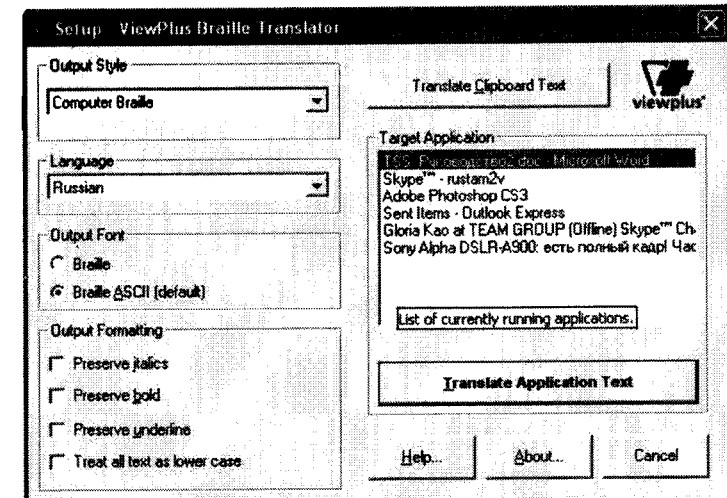 Setup ViewPlus Braille Translator
Output Style
Computer Braille
Language
Russian
Output Font
Braille
Braille ASCII (default)
Output Formatting
Preserve italics
Preserve bold
Preserve underline
Treat all text as lower case
Translate Clipboard Text
viewplus
Target Application
doc - Microsoft Word
Skype™ - rustam2v
Adobe Photoshop CS3
Sent Items - Outlook Express
Gloria Kao at TEAM GROUP (Offline) Skype™ Ch
Sony Alpha DSLR-A900: есть полный кадр! Час
List of currently running applications.
Translate Application Text
Help...
About...
Cancel